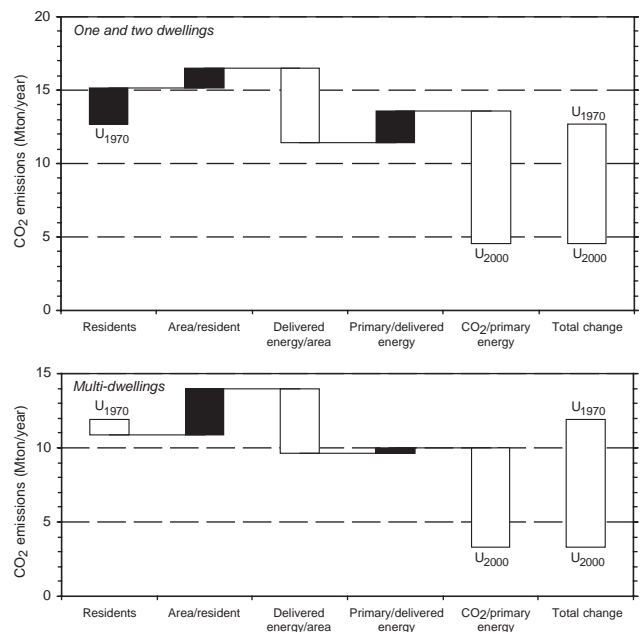 20
One and two dwellings
15
U1970
U1970
10
5
U2000
U2000
0
CO2 emissions (Mton/year)
Residents
Area/resident
Delivered energy/area
Primary/delivered energy
CO2/primary energy
Total change
15
Multi-dwellings
U1970
U1970
10
5
U2000
U2000
0
CO2 emissions (Mton/year)
Residents
Area/resident
Delivered energy/area
Primary/delivered energy
CO2/primary energy
Total change